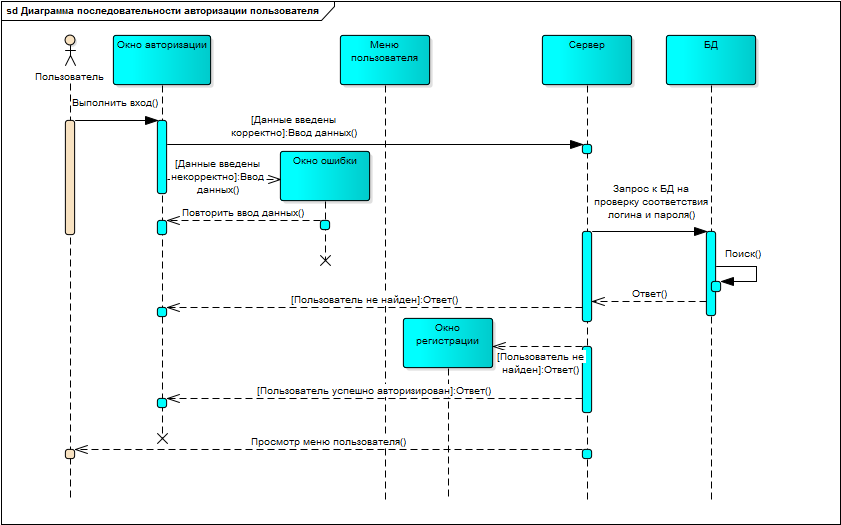 sd Диаграмма последовательности авторизации пользователя
Пользователь
Окно авторизации
Меню
пользователя
Сервер
БД
Выполнить вход()
[Данные введены
корректно]:Ввод данных()
[Данные введены
некорректно]:Ввод
данных()
Окно ошибки
Повторить ввод данных()
Запрос к БД на
проверку соответствия
логина и пароля()
Поиск()
Ответ()
[Пользователь не найден]:Ответ()
Окно
регистрации
[Пользователь не
найден]:Ответ()
[Пользователь успешно авторизирован]:Ответ()
Просмотр меню пользователя()